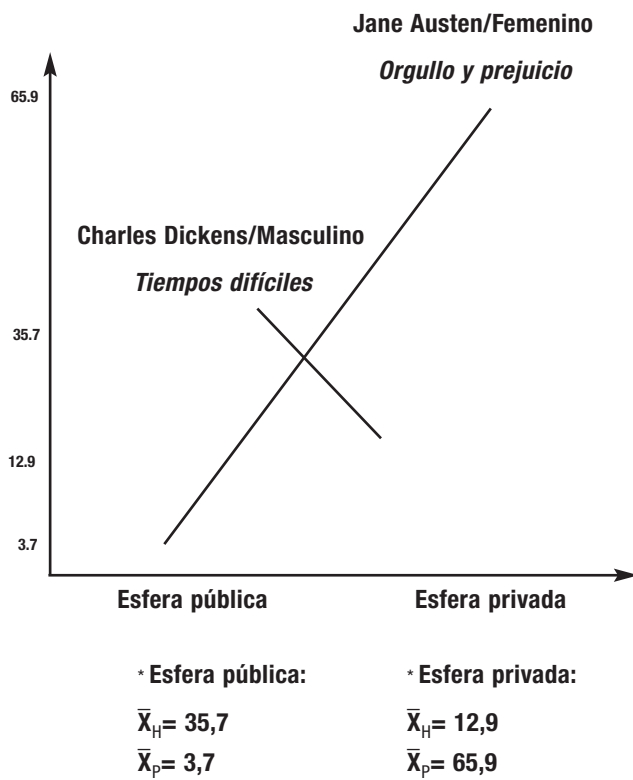 Jane Austen/Femenino
Orgullo y prejuicio
65.9
Charles Dickens/Masculino
Tiempos difíciles
35.7
12.9
3.7
Esfera pública Esfera privada
* Esfera pública: * Esfera privada:
X̅H= 35,7 X̅H= 12,9
X̅P= 3,7 X̅P= 65,9